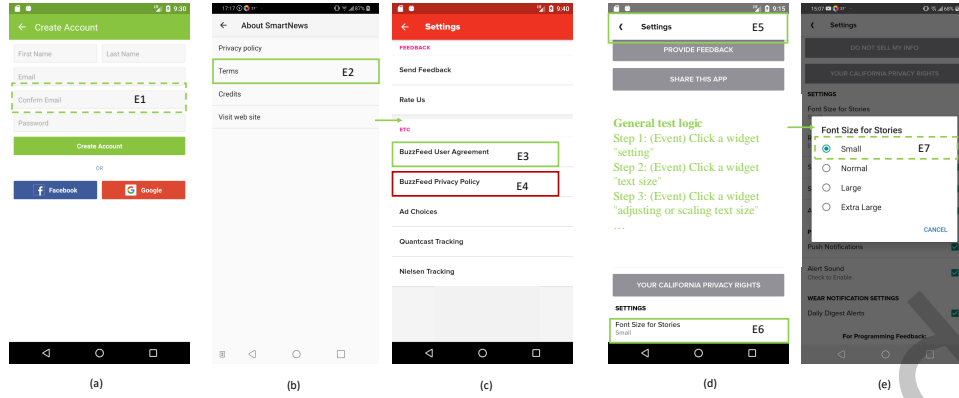 9:30
Create Account
First Name
Last Name
Email
Confirm Email
E1
Password
Create Account
OR
Facebook
G Google
(a)
17:17
87%
About SmartNews
Privacy policy
Terms
E2
Credits
Visit web site
(b)
9:40
Settings
FEEDBACK
Send Feedback
Rate Us
ETC
BuzzFeed User Agreement
E3
BuzzFeed Privacy Policy
E4
Ad Choices
Quantcast Tracking
Nielsen Tracking
(c)
9:15
Settings
E5
PROVIDE FEEDBACK
SHARE THIS APP
General test logic
Step 1: (Event) Click a widget
"setting"
Step 2: (Event) Click a widget
"text size"
Step 3: (Event) Click a widget
"adjusting or scaling text size"
…
YOUR CALIFORNIA PRIVACY RIGHTS
SETTINGS
Font Size for Stories
Small
E6
(d)
15:07
68%
Settings
DO NOT SELL MY INFO
YOUR CALIFORNIA PRIVACY RIGHTS
SETTINGS
Font Size for Stories
Font Size for Stories
Small
E7
Normal
Large
Extra Large
CANCEL
Push Notifications
Alert Sound
Check to Enable
WEAR NOTIFICATION SETTINGS
Daily Digest Alerts
For Programming Feedback:
(e)